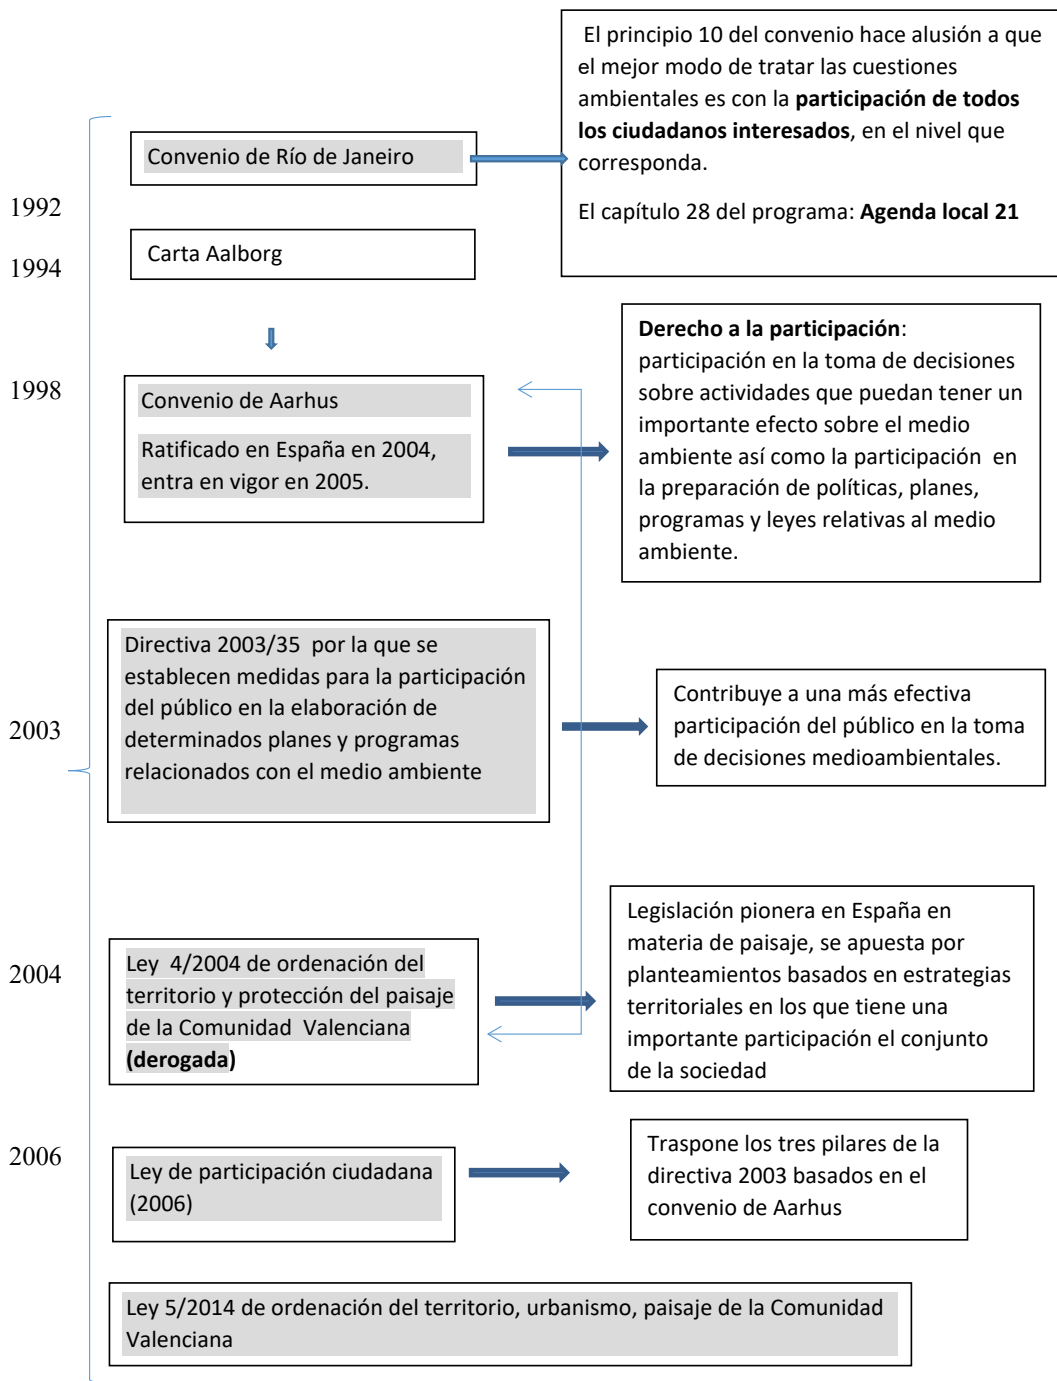 El principio 10 del convenio hace alusión a que
el mejor modo de tratar las cuestiones
ambientales es con la participación de todos
los ciudadanos interesados, en el nivel que
corresponda.
El capítulo 28 del programa: Agenda local 21
Convenio de Río de Janeiro
1992
Carta Aalborg
1994
Derecho a la participación:
participación en la toma de decisiones
sobre actividades que puedan tener un
importante efecto sobre el medio
ambiente así como la participación en
la preparación de políticas, planes,
programas y leyes relativas al medio
ambiente.
1998
Convenio de Aarhus
Ratificado en España en 2004,
entra en vigor en 2005.
Directiva 2003/35 por la que se
establecen medidas para la participación
del público en la elaboración de
determinados planes y programas
relacionados con el medio ambiente
2003
Contribuye a una más efectiva
participación del público en la toma
de decisiones medioambientales.
Legislación pionera en España en
materia de paisaje, se apuesta por
planteamientos basados en estrategias
territoriales en los que tiene una
importante participación el conjunto
de la sociedad
2004
Ley 4/2004 de ordenación del
territorio y protección del paisaje
de la Comunidad Valenciana
(derogada)
2006
Ley de participación ciudadana
(2006)
Traspone los tres pilares de la
directiva 2003 basados en el
convenio de Aarhus
Ley 5/2014 de ordenación del territorio, urbanismo, paisaje de la Comunidad
Valenciana